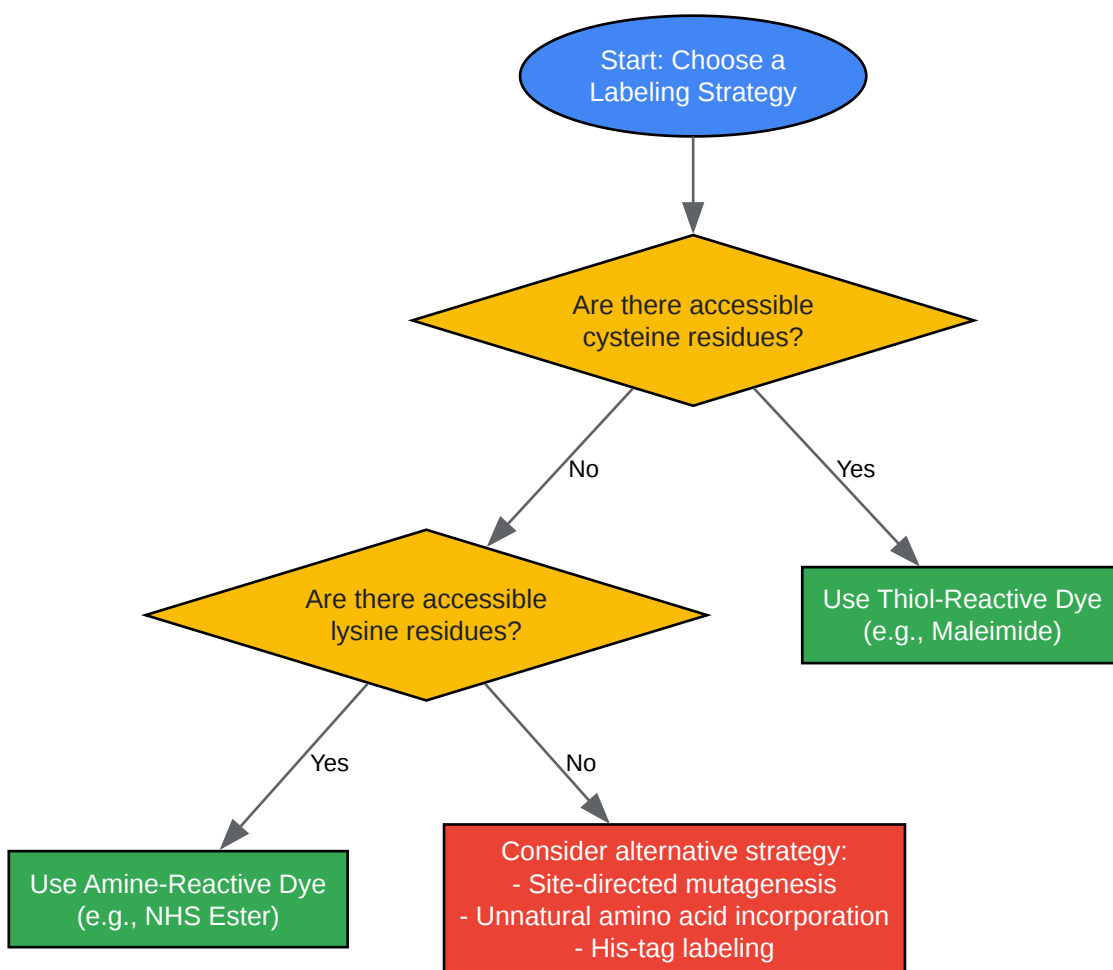 Start: Choose a
Labeling Strategy
Are there accessible
cysteine residues?
No
Yes
Are there accessible
lysine residues?
Use Thiol-Reactive Dye
(e.g., Maleimide)
Yes
No
Use Amine-Reactive Dye
(e.g., NHS Ester)
Consider alternative strategy:
- Site-directed mutagenesis
- Unnatural amino acid incorporation
- His-tag labeling